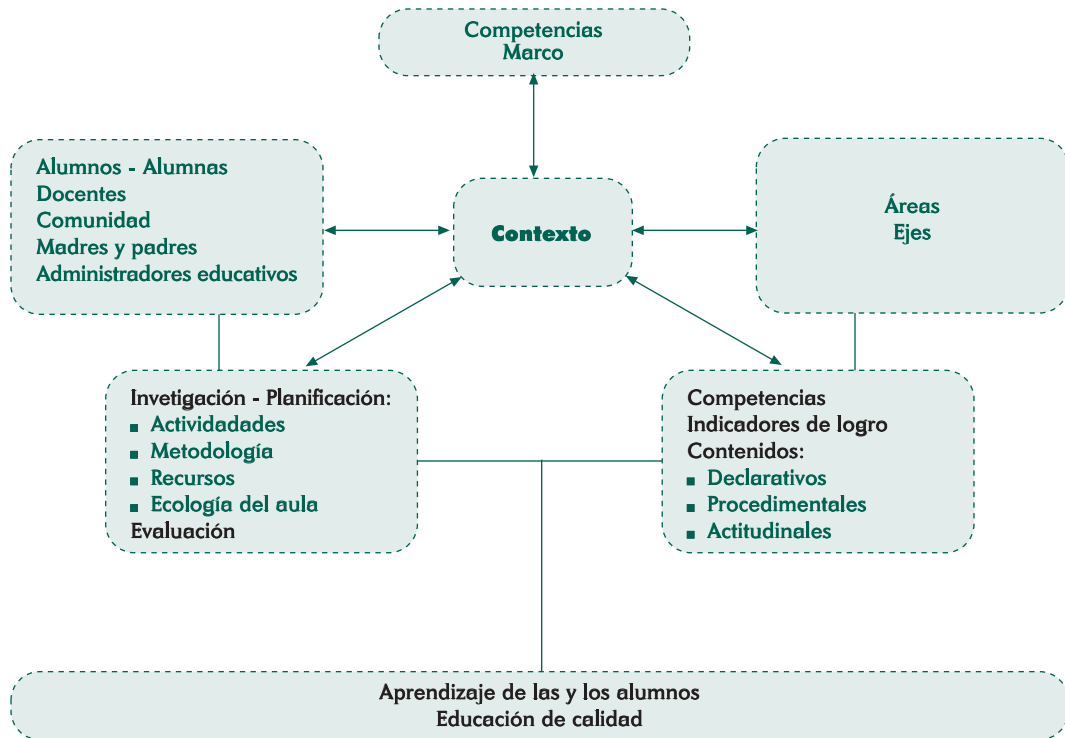 Competencias
Marco
Alumnos - Alumnas
Docentes
Comunidad
Madres y padres
Administradores educativos
Contexto
Áreas
Ejes
Invetigación - Planificación:
▪ Actividadades
▪ Metodología
▪ Recursos
▪ Ecología del aula
Evaluación
Competencias
Indicadores de logro
Contenidos:
▪ Declarativos
▪ Procedimentales
▪ Actitudinales
Aprendizaje de las y los alumnos
Educación de calidad